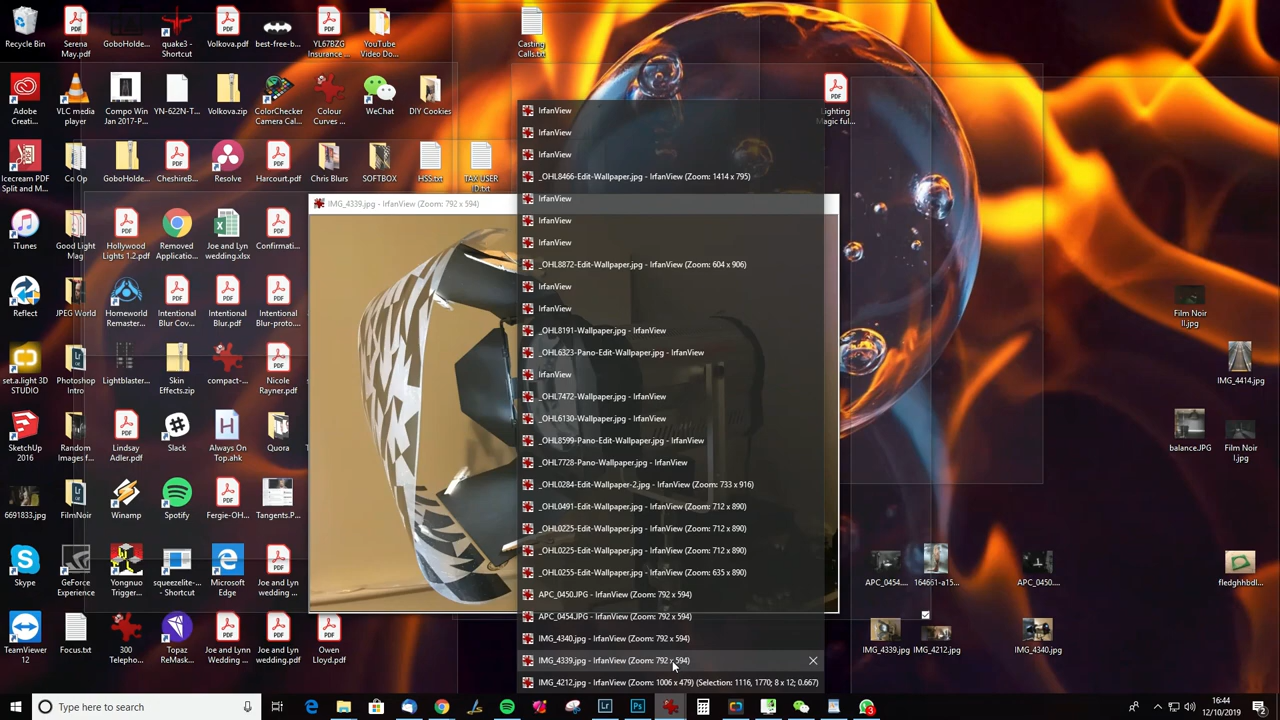 Recycle Bin
Serena May.pdf
GoboHolde...
quake3 - Shortcut
Volkova.pdf
best-free-b...
YL67BZG Insurance ...
YouTube Video Do...
Casting Calls.txt
Adobe Creati...
VLC media player
Compo Win Jan 2017-P...
YN-622N-T...
Volkova.zip
ColorChecker Camera Cal...
Colour Curves ...
WeChat
DIY Cookies
Lighting Magic ful...
Icecream PDF Split and M...
Co Op
GoboHolde...
CheshireB...
Resolve
Harcourt.pdf
Chris Blurs
SOFTBOX
HSS.txt
TAX USER ID.txt
iTunes
Good Light Mag
Hollywood Lights 1.2.pdf
Removed Applicatio...
Joe and Lyn wedding.xlsx
Confirmati...
Reflect
JPEG World
Homeworld Remaster...
Intentional Blur Cov...
Intentional Blur.pdf
Intentional Blur-proto...
set.a.light 3D STUDIO
Photoshop Intro
Lightblaster...
Skin Effects.zip
compact-...
Nicole Rayner.pdf
SketchUp 2016
Random Images f...
Lindsay Adler.pdf
Slack
Always On Top.ahk
Quora
6691833.jpg
FilmNoir
Winamp
Spotify
Fergie-OH...
Tangents.P...
Skype
GeForce Experience
Yongnuo Trigger...
squeezelite-... - Shortcut
Microsoft Edge
Joe and Lyn wedding...
TeamViewer 12
Focus.txt
300 Telepho...
Topaz ReMask...
Joe and Lynn Wedding ...
Joe and Lyn wedding...
Owen Lloyd.pdf
IMG_4339.jpg - IrfanView (Zoom: 792 x 594)
IrfanView
IrfanView
IrfanView
_OHL8466-Edit-Wallpaper.jpg - IrfanView (Zoom: 1414 x 795)
IrfanView
IrfanView
IrfanView
_OHL8872-Edit-Wallpaper.jpg - IrfanView (Zoom: 604 x 906)
IrfanView
IrfanView
_OHL8191-Wallpaper.jpg - IrfanView
_OHL6323-Pano-Edit-Wallpaper.jpg - IrfanView
IrfanView
_OHL7472-Wallpaper.jpg - IrfanView
_OHL6130-Wallpaper.jpg - IrfanView
_OHL8599-Pano-Edit-Wallpaper.jpg - IrfanView
_OHL7728-Pano-Wallpaper.jpg - IrfanView
_OHL0284-Edit-Wallpaper-2.jpg - IrfanView (Zoom: 733 x 916)
_OHL0491-Edit-Wallpaper.jpg - IrfanView (Zoom: 712 x 890)
_OHL0225-Edit-Wallpaper.jpg - IrfanView (Zoom: 712 x 890)
_OHL0225-Edit-Wallpaper.jpg - IrfanView (Zoom: 712 x 890)
_OHL0255-Edit-Wallpaper.jpg - IrfanView (Zoom: 635 x 890)
APC_0450.JPG - IrfanView (Zoom: 792 x 594)
APC_0454.JPG - IrfanView (Zoom: 792 x 594)
IMG_4340.jpg - IrfanView (Zoom: 792 x 594)
IMG_4339.jpg - IrfanView (Zoom: 792 x 594)
IMG_4212.jpg - IrfanView (Zoom: 1006 x 479) (Selection: 1116, 1770; 8 x 12; 0.667)
Film Noir II.jpg
IMG_4414.jpg
balance.JPG
Film Noir I.jpg
APC_0454....
164661-a15...
APC_0450....
fledghhbdl...
IMG_4339.jpg
IMG_4212.jpg
IMG_4340.jpg
Type here to search
16:44
12/10/2019